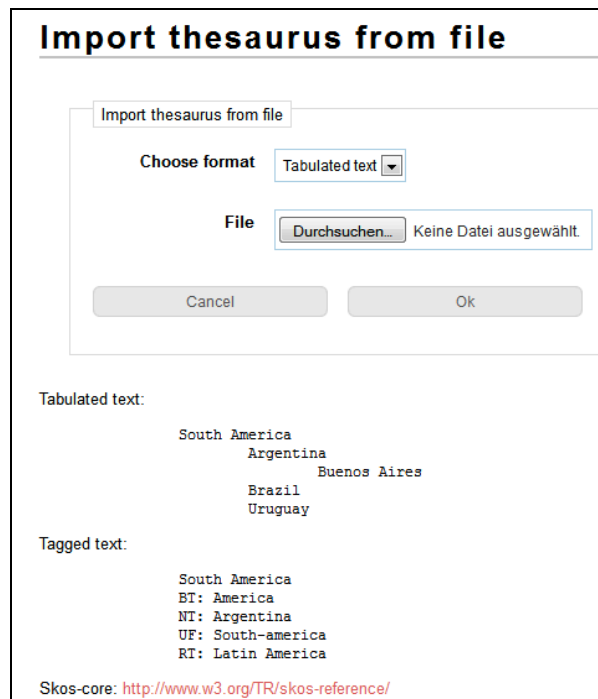 Import thesaurus from file
Import thesaurus from file
Choose format Tabulated text
File Durchsuchen... Keine Datei ausgewählt.
Cancel Ok
Tabulated text:
South America
Argentina
Buenos Aires
Brazil
Uruguay
Tagged text:
South America
BT: America
NT: Argentina
UF: South-america
RT: Latin America
Skos-core: http://www.w3.org/TR/skos-reference/